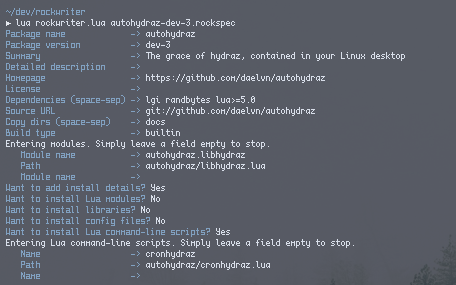 ~/dev/rockwriter
▶ lua rockwriter.lua autohydraz-dev-3.rockspec
Package name -> autohydraz
Package version -> dev-3
Summary -> The grace of hydraz, contained in your Linux desktop
Detailed description ->
Homepage -> https://github.com/daelvn/autohydraz
License ->
Dependencies (space-sep) -> lgi randbytes lua>=5.0
Source URL -> git://github.com/daelvn/autohydraz
Copy dirs (space-sep) -> docs
Build type -> builtin
Entering modules. Simply leave a field empty to stop.
Module name -> autohydraz.libhydraz
Path -> autohydraz/libhydraz.lua
Module name ->
Want to add install details? Yes
Want to install Lua modules? No
Want to install libraries? No
Want to install config files? No
Want to install Lua command-line scripts? Yes
Entering Lua command-line scripts. Simply leave a field empty to stop.
Name -> cronhydraz
Path -> autohydraz/cronhydraz.lua
Name ->